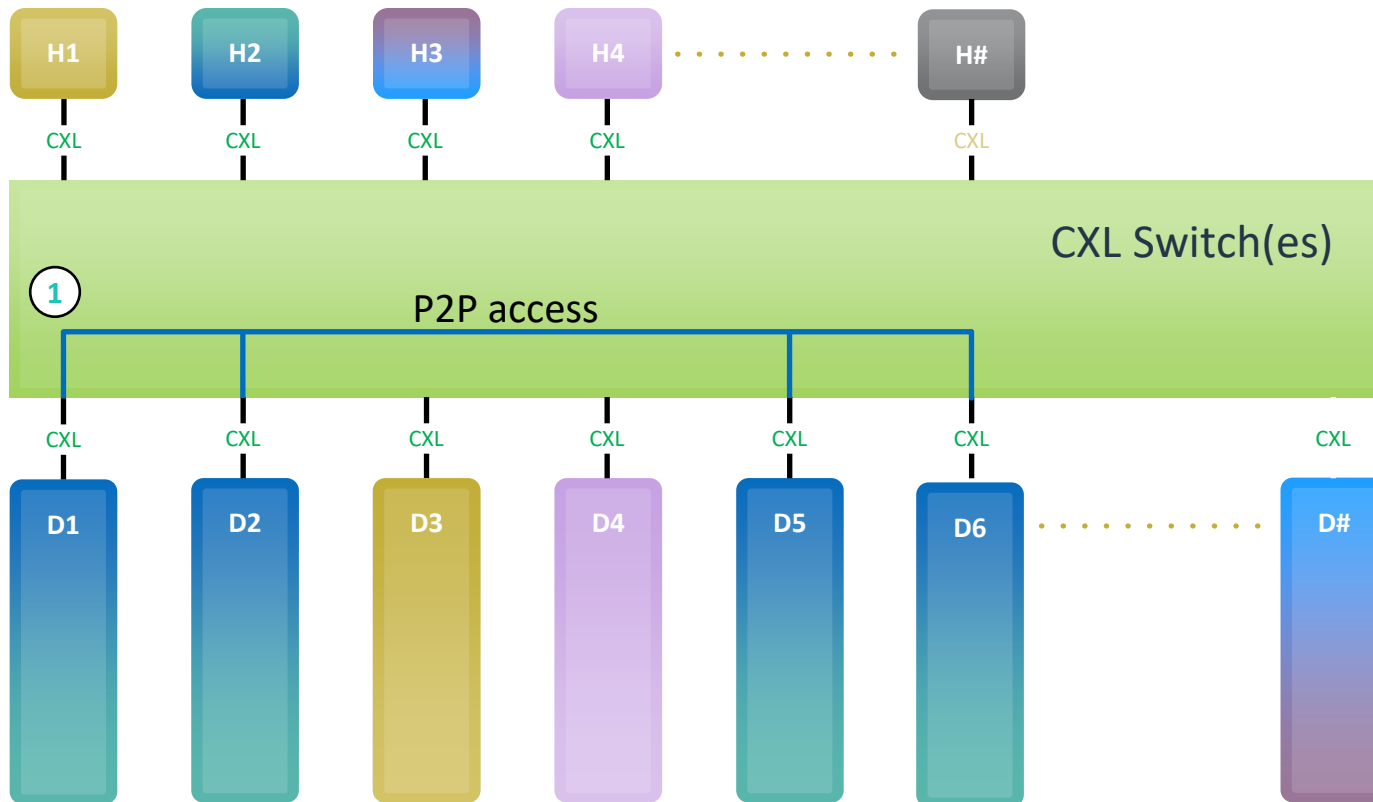 H1 H2 H3 H4 H#
CXL CXL CXL CXL CXL
CXL Switch(es)
1
P2P access
CXL CXL CXL CXL CXL CXL CXL
D1 D2 D3 D4 D5 D6 D#